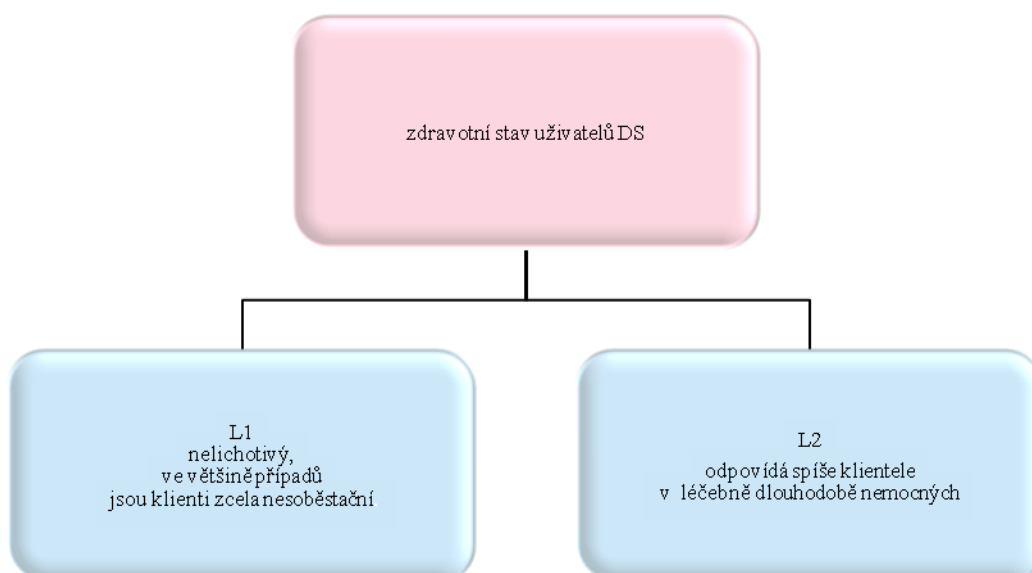 zdravotní stav uživatelů DS
L1
nelichotivý,
ve většině případů
jsou klienti zcela nesoběstační
L2
odpovídá spíše klientele
v léčebně dlouhodobě nemocných